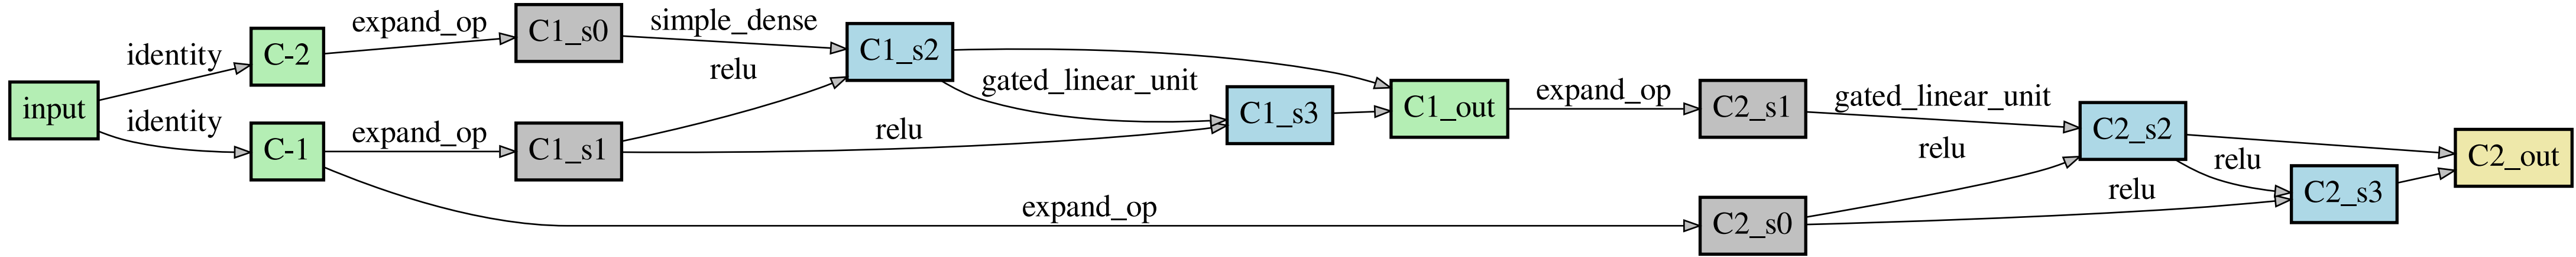 input
identity
identity
C-2
C-1
expand_op
expand_op
expand_op
C1_s0
C1_s1
simple_dense
relu
relu
C1_s2
gated_linear_unit
C1_s3
C1_out
expand_op
C2_s1
C2_s0
gated_linear_unit
relu
relu
C2_s2
relu
C2_s3
C2_out